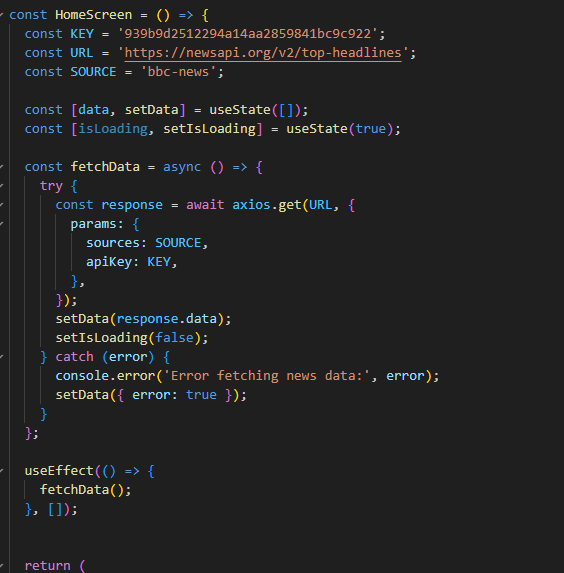 const HomeScreen = () => {
const KEY = '939b9d2512294a14aa2859841bc9c922';
const URL = 'https://newsapi.org/v2/top-headlines';
const SOURCE = 'bbc-news';
const [data, setData] = useState([]);
const [isLoading, setIsLoading] = useState(true);
const fetchData = async () => {
try {
const response = await axios.get(URL, {
params: {
sources: SOURCE,
apiKey: KEY,
},
});
setData(response.data);
setIsLoading(false);
} catch (error) {
console.error('Error fetching news data:', error);
setData({ error: true });
}
};
useEffect(() => {
fetchData();
}, []);
return (